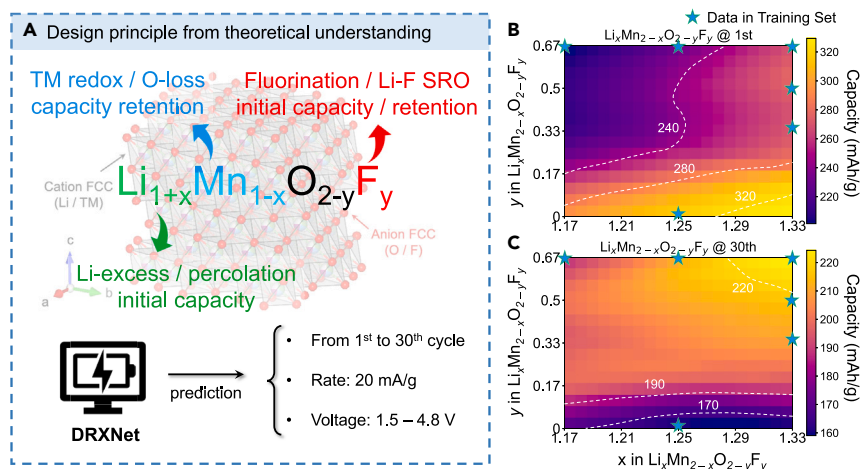 A Design principle from theoretical understanding
TM redox / O-loss
capacity retention
Fluorination / Li-F SRO
initial capacity / retention
Cation FCC
(Li / TM)
Li1+xMn1-xO2-yFy
Anion FCC
(O / F)
Li-excess / percolation
initial capacity
c
a
b
DRXNet
prediction
• From 1st to 30th cycle
• Rate: 20 mA/g
• Voltage: 1.5 – 4.8 V
B
Data in Training Set
LixMn2−xO2−yFy @ 1st
y in LixMn2−xO2−yFy
0.67
0.5
0.33
0.17
0
1.17
1.21
1.25
1.29
1.33
240
280
320
Capacity (mAh/g)
320
300
280
260
240
220
C
LixMn2−xO2−yFy @ 30th
y in LixMn2−xO2−yFy
0.67
0.5
0.33
0.17
0
1.17
1.21
1.25
1.29
1.33
x in LixMn2−xO2−yFy
220
190
170
Capacity (mAh/g)
220
210
200
190
180
170
160